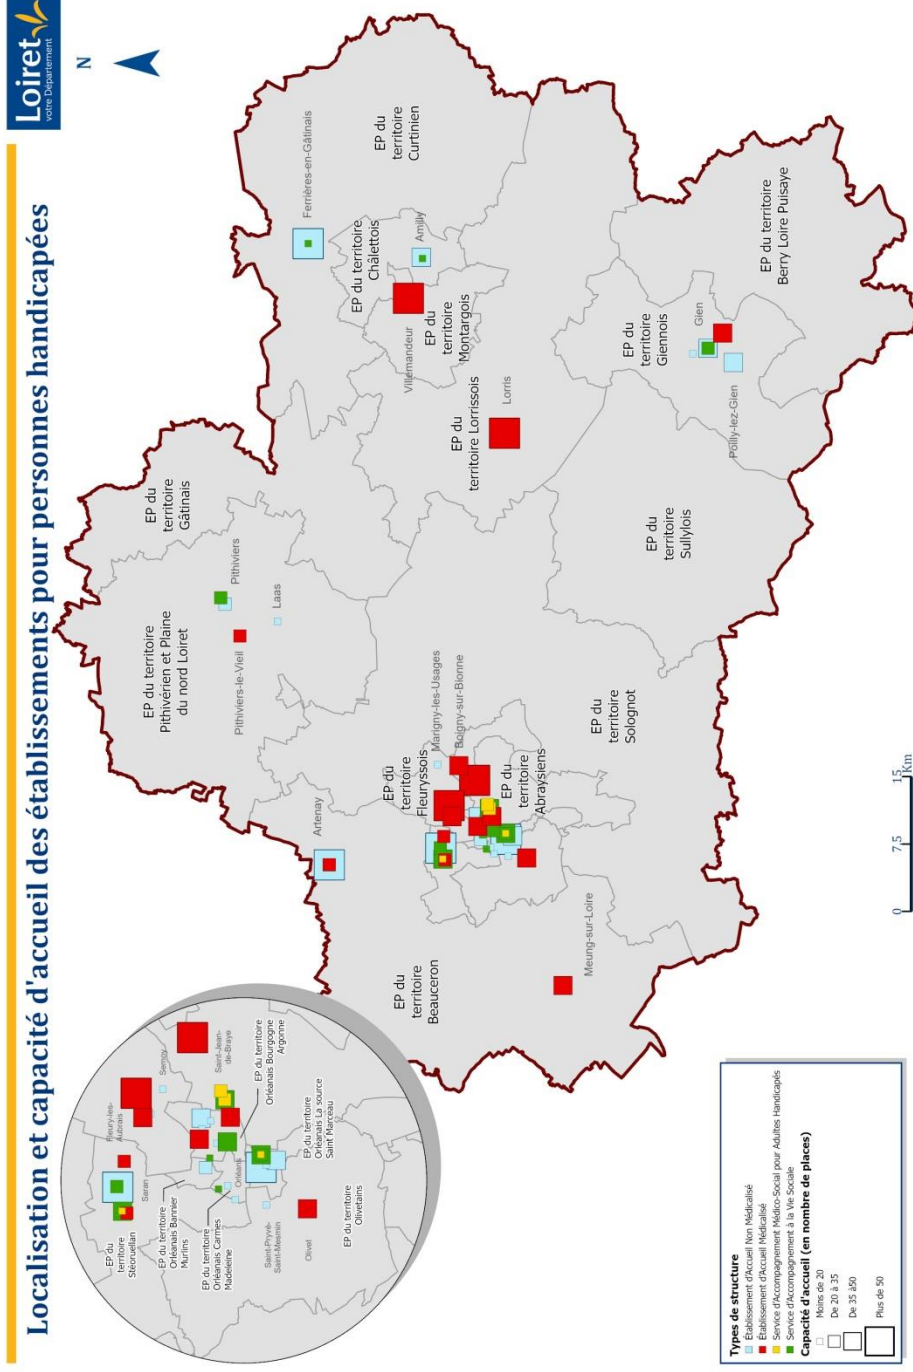 Localisation et capacité d'accueil des établissements pour personnes handicapées
Loiret
votre Département
N
Ferrières-en-Gâtinais
EP du
territoire
Curtinien
EP du territoire
Châlettois
Amilly
Villemandeur
EP du
territoire
Montargois
EP du territoire
Berry Loire Puisaye
EP du
territoire
Giennois
Gien
Poilly-lez-Gien
EP du
territoire Lorrissois
Lorris
EP du
territoire
Gâtinais
EP du territoire
Pithivérien et Plaine
du nord Loiret
Pithiviers
Pithiviers-le-Vieil
Laas
EP du
territoire
Sullylois
EP du
territoire
Solognot
Artenay
EP du
territoire
Fleuryssois
Marigny-les-Usages
Boigny-sur-Bionne
EP du
territoire
Abraysiens
EP du
territoire
Beauceron
Meung-sur-Loire
Fleury-les-
Aubrais
Semoy
Saint-Jean-
de-Braye
Saran
EP du
territoire
Stéoruellan
EP du territoire
Orléanais Bannier
Murlins
EP du territoire
Orléanais Carmes
Madeleine
Orléans
EP du territoire
Orléanais Bourgogne
Argonne
EP du territoire
Orléanais La source
Saint Marceau
Saint-Pryvé-
Saint-Mesmin
Olivet
EP du territoire
Olivetains
0 7,5 15 Km
Types de structure
Établissement d'Accueil Non Médicalisé
Établissement d'Accueil Médicalisé
Service d'Accompagnement Médico-Social pour Adultes Handicapés
Service d'Accompagnement à la Vie Sociale
Capacité d'accueil (en nombre de places)
Moins de 20
De 20 à 35
De 35 à50
Plus de 50